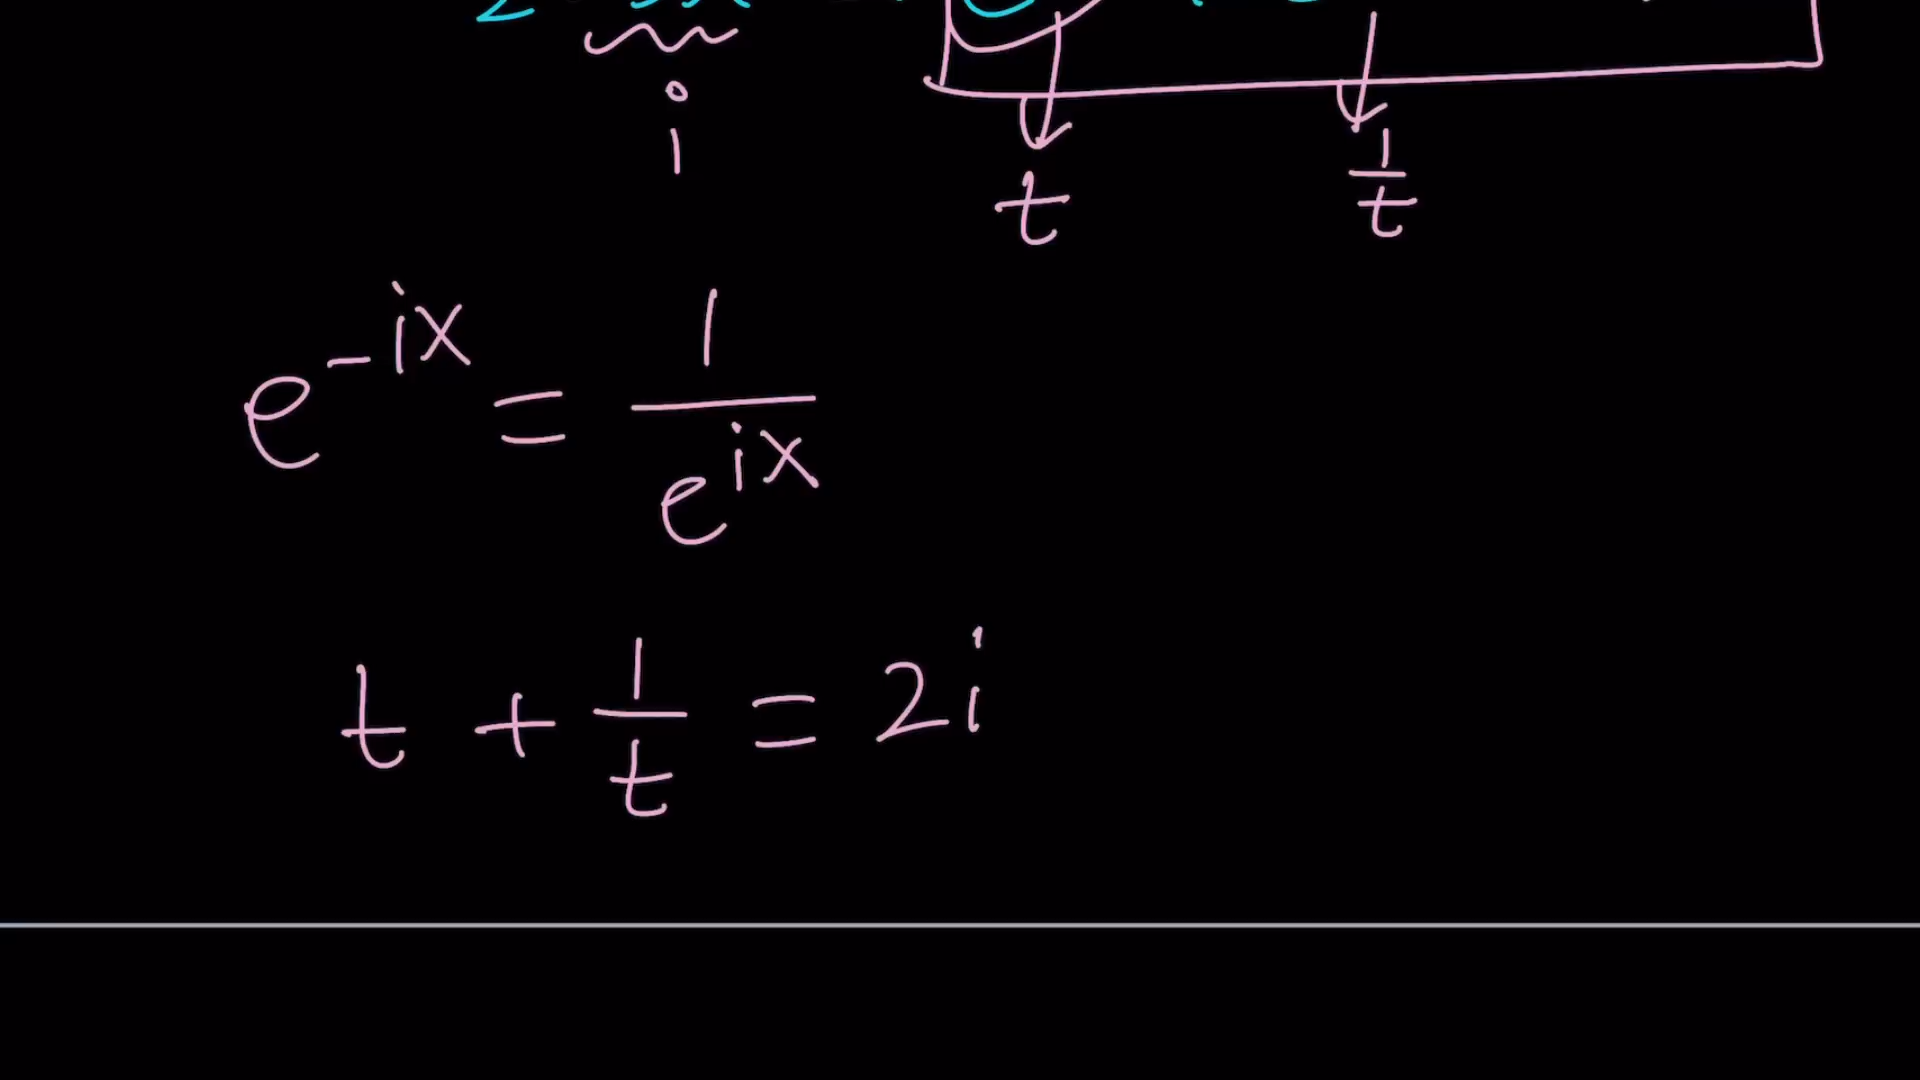 i
t 1/t
e^{-ix} = 1/e^{ix}
t + 1/t = 2i